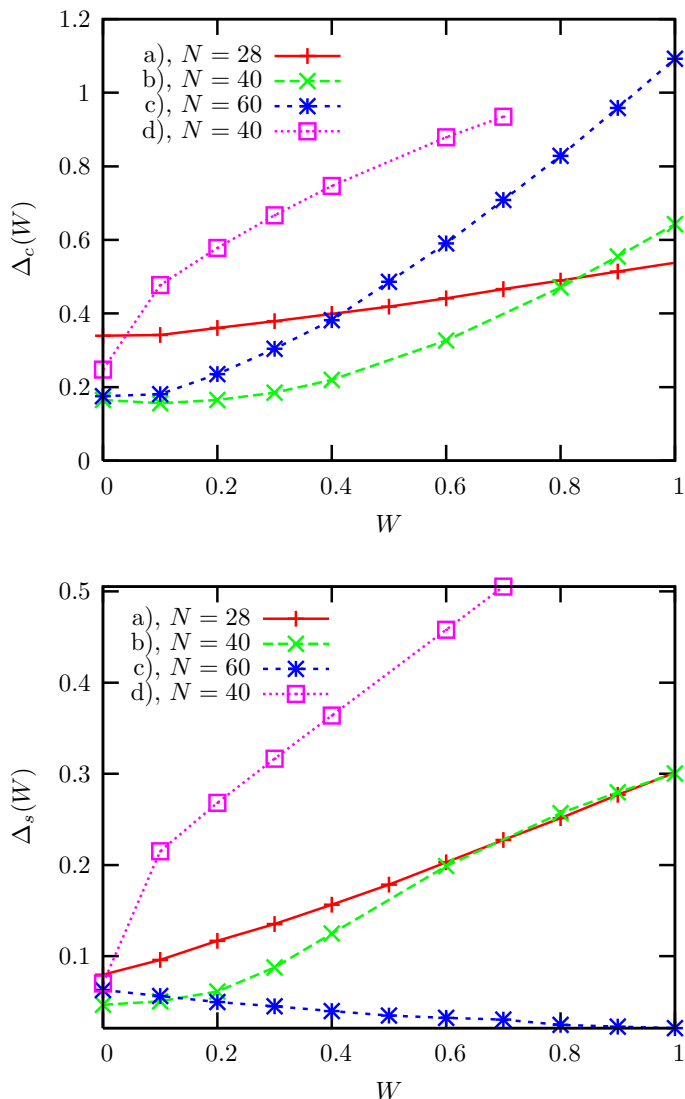 1.2
1
0.8
0.6
0.4
0.2
0
Δ_c(W)
a), N = 28
b), N = 40
c), N = 60
d), N = 40
0 0.2 0.4 0.6 0.8 1
W
0.5
0.4
0.3
0.2
0.1
Δ_s(W)
a), N = 28
b), N = 40
c), N = 60
d), N = 40
0 0.2 0.4 0.6 0.8 1
W